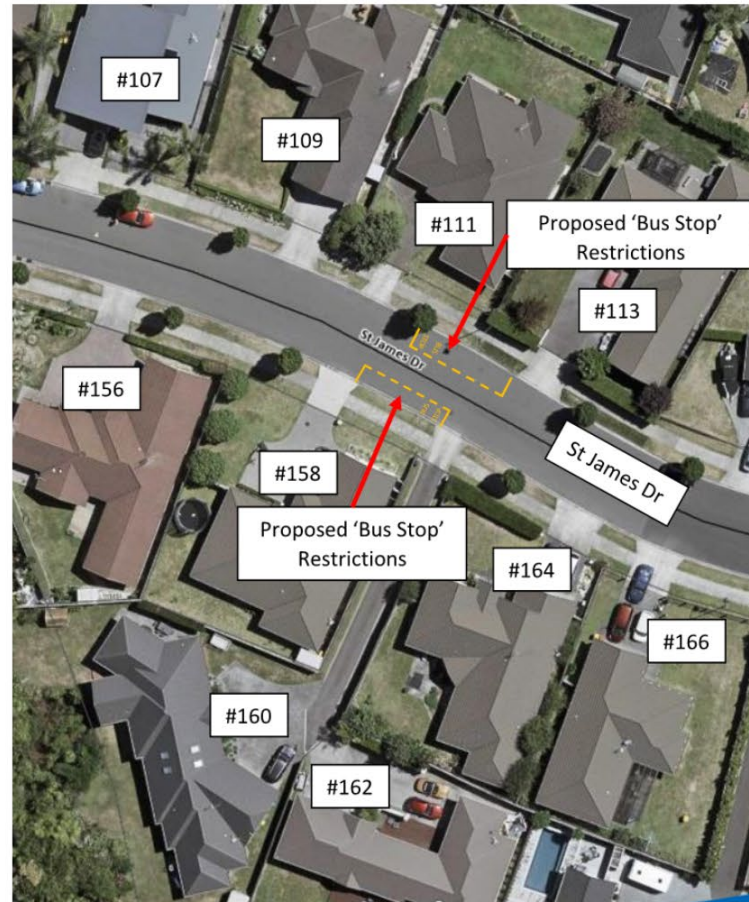 #107
#109
#111
Proposed ‘Bus Stop’
Restrictions
#113
St James Dr
#156
St James Dr
#158
Proposed ‘Bus Stop’
Restrictions
#164
#166
#160
#162